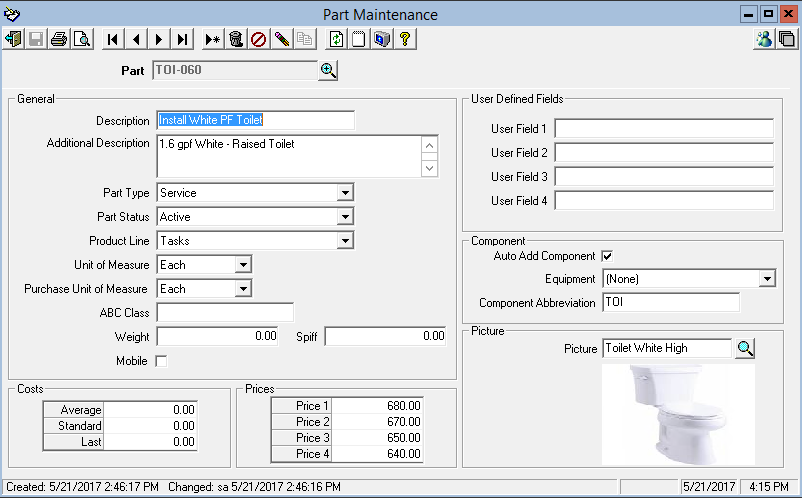 Part Maintenance
Part TOI-060
General
Description Install White PF Toilet
Additional Description 1.6 gpf White - Raised Toilet
Part Type Service
Part Status Active
Product Line Tasks
Unit of Measure Each
Purchase Unit of Measure Each
ABC Class
Weight 0.00 Spiff 0.00
Mobile
User Defined Fields
User Field 1
User Field 2
User Field 3
User Field 4
Component
Auto Add Component
Equipment (None)
Component Abbreviation TOI
Picture
Picture Toilet White High
Costs
Average 0.00
Standard 0.00
Last 0.00
Prices
Price 1 680.00
Price 2 670.00
Price 3 650.00
Price 4 640.00
Created: 5/21/2017 2:46:17 PM Changed: sa 5/21/2017 2:46:16 PM 5/21/2017 4:15 PM